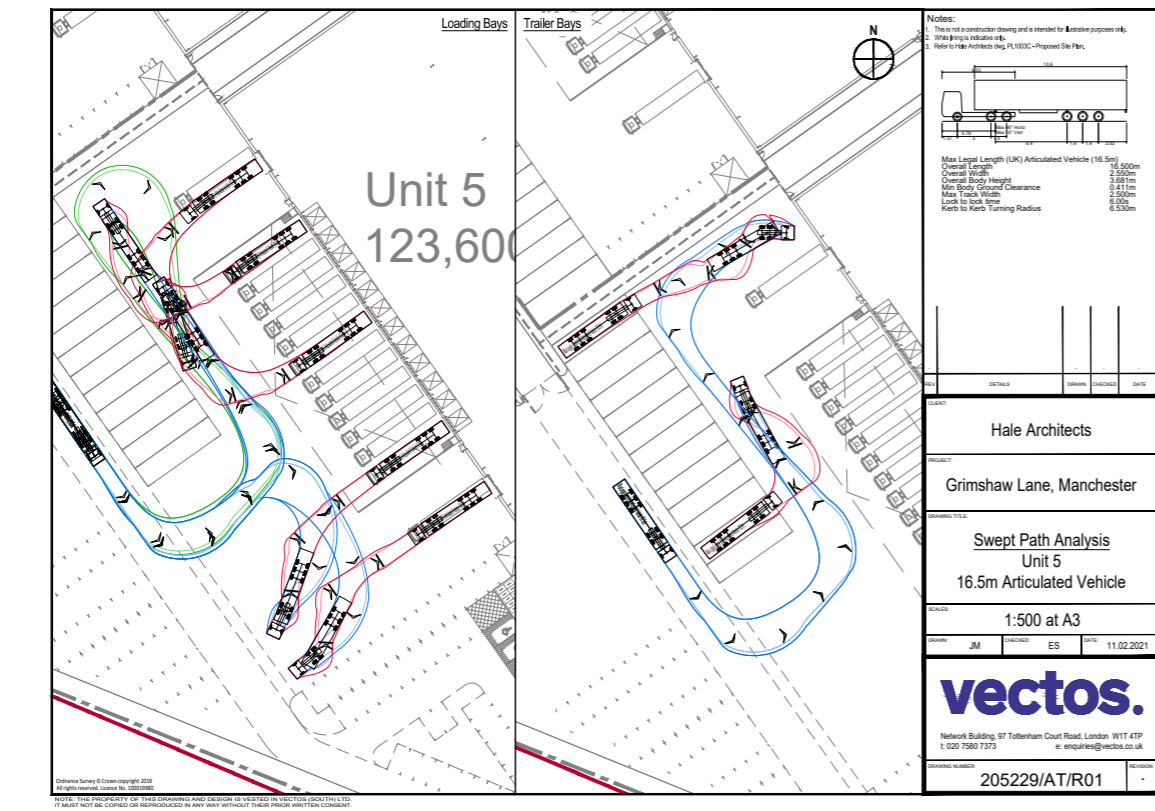 Loading Bays
Trailer Bays
N
Unit 5
123,600
Ordnance Survey © Crown copyright 2019
All rights reserved. Licence No. 100019980
NOTE: THE PROPERTY OF THIS DRAWING AND DESIGN IS VESTED IN VECTOS (SOUTH) LTD.
IT MUST NOT BE COPIED OR REPRODUCED IN ANY WAY WITHOUT THEIR PRIOR WRITTEN CONSENT.
Notes:
1. This is not a construction drawing and is intended for illustrative purposes only.
2. White lining is indicative only.
3. Refer to Hale Architects dwg. PL1003C - Proposed Site Plan.
13.6
Max Legal Length (UK) Articulated Vehicle (16.5m)
Overall Length 16.500m
Overall Width 2.550m
Overall Body Height 3.681m
Min Body Ground Clearance 0.411m
Max Track Width 2.500m
Lock to lock time 6.00s
Kerb to Kerb Turning Radius 6.530m
REV. DETAILS DRAWN CHECKED DATE
CLIENT:
Hale Architects
PROJECT:
Grimshaw Lane, Manchester
DRAWING TITLE:
Swept Path Analysis
Unit 5
16.5m Articulated Vehicle
SCALES:
1:500 at A3
DRAWN: JM CHECKED: ES DATE: 11.02.2021
vectos.
Network Building, 97 Tottenham Court Road, London W1T 4TP
t: 020 7580 7373 e: enquiries@vectos.co.uk
DRAWING NUMBER: REVISION:
205229/AT/R01 -